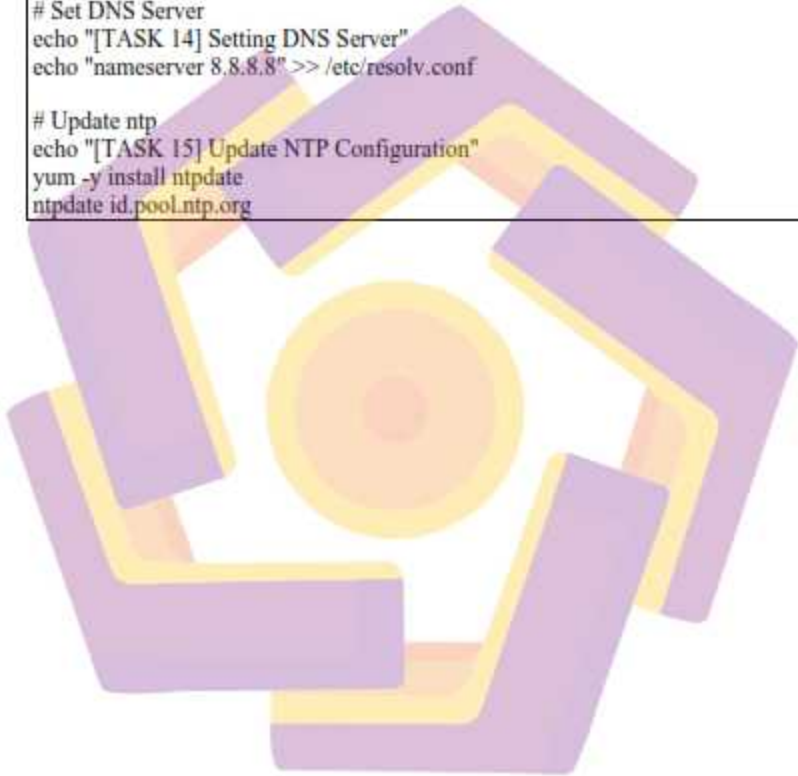 # Set DNS Server
echo "[TASK 14] Setting DNS Server"
echo "nameserver 8.8.8.8" >> /etc/resolv.conf

# Update ntp
echo "[TASK 15] Update NTP Configuration"
yum -y install ntpdate
ntpdate id.pool.ntp.org